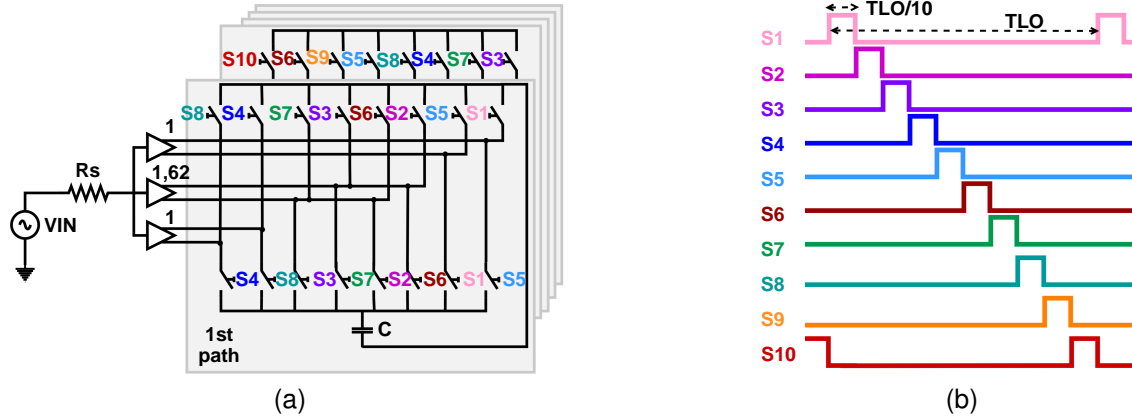 S10 S6 S9 S5 S8 S4 S7 S3
S8 S4 S7 S3 S6 S2 S5 S1
1
Rs
1,62
VIN
1
S4 S8 S3 S7 S2 S6 S1 S5
C
1st
path
(a)
TLO/10
TLO
S1
S2
S3
S4
S5
S6
S7
S8
S9
S10
(b)